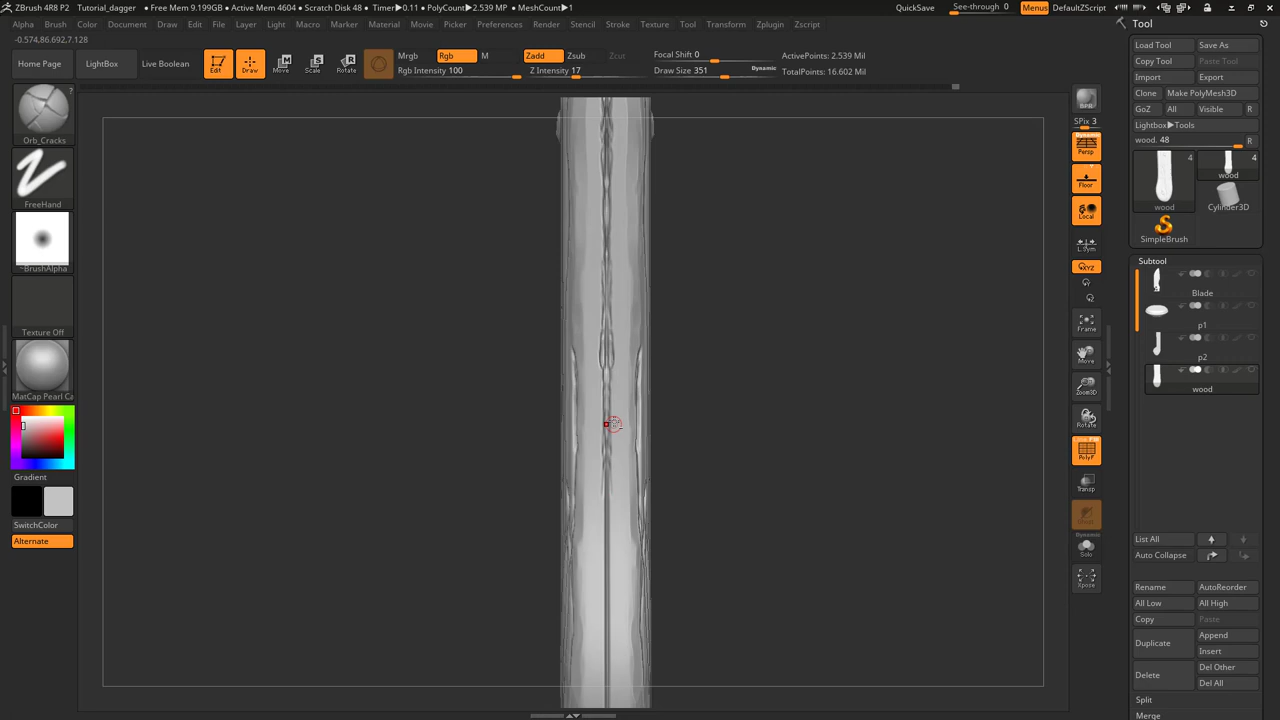 ZBrush 4R8 P2 Tutorial_dagger • Free Mem 9.199GB • Active Mem 4604 • Scratch Disk 48 • Timer▶0.11 • PolyCount▶2.539 MP • MeshCount▶1
QuickSave See-through 0 Menus DefaultZScript
Alpha Brush Color Document Draw Edit File Layer Light Macro Marker Movie Picker Preferences Render Stencil Stroke Texture Tool Transform Zplugin Zscript
-0.574,86.692,7.128
Home Page LightBox Live Boolean Edit Draw Move Scale Rotate
Mrgb Rgb M Zadd Zsub Zcut
Rgb Intensity 100 Z Intensity 17
Focal Shift 0 ActivePoints: 2.539 Mil
Draw Size 351 Dynamic TotalPoints: 16.602 Mil
Orb_Cracks
FreeHand
~BrushAlpha
Texture Off
MatCap Pearl Ca
Gradient
SwitchColor
Alternate
BPR
SPix 3
Dynamic
Persp
Floor
Local
L.Sym
XYZ
Frame
Move
Zoom3D
Rotate
PolyF
Transp
Dynamic
Solo
Xpose
Tool
Load Tool Save As
Copy Tool Paste Tool
Import Export
Clone Make PolyMesh3D
GoZ All Visible R
Lightbox▶Tools
wood. 48 R
4 4
wood
wood Cylinder3D
SimpleBrush
Subtool
Blade
p1
p2
wood
List All
Auto Collapse
Rename AutoReorder
All Low All High
Copy Paste
Duplicate Append
Insert
Delete Del Other
Del All
Split
Merge